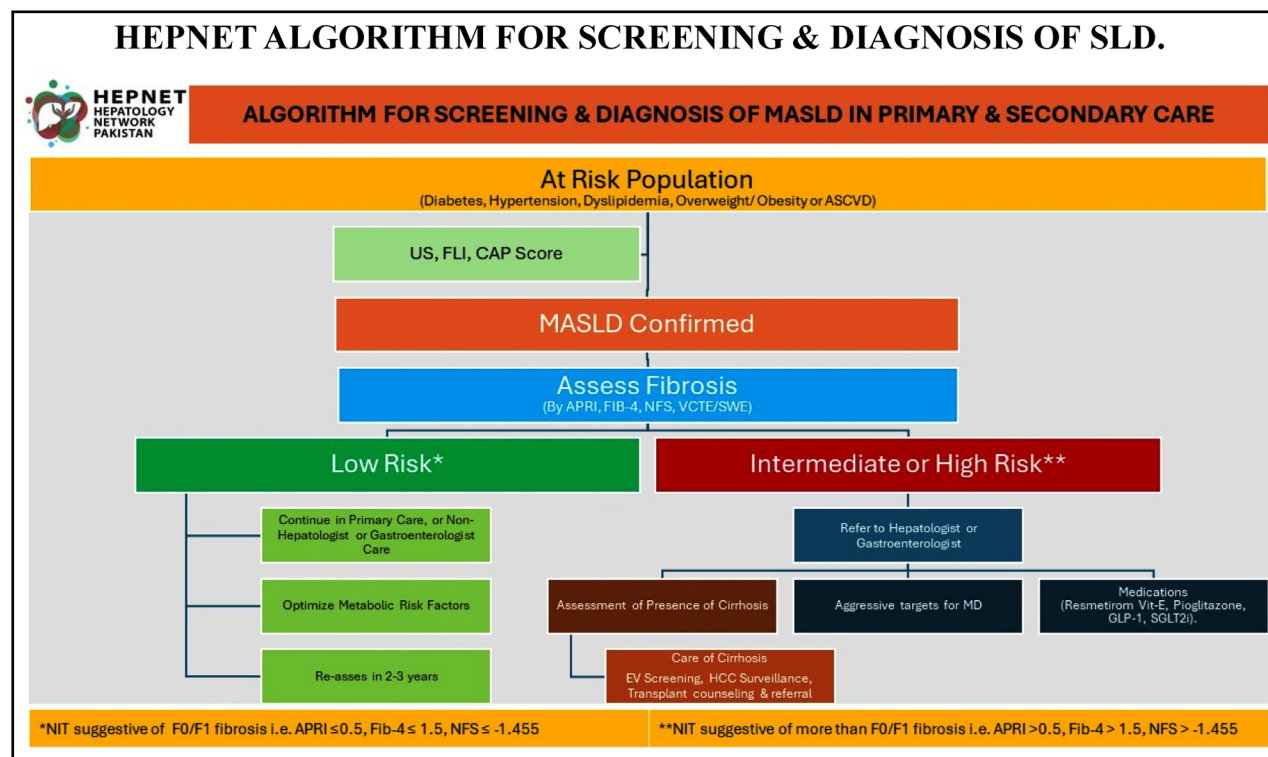 HEPNET ALGORITHM FOR SCREENING & DIAGNOSIS OF SLD.
HEPNET
HEPATOLOGY
NETWORK
PAKISTAN
ALGORITHM FOR SCREENING & DIAGNOSIS OF MASLD IN PRIMARY & SECONDARY CARE
At Risk Population
(Diabetes, Hypertension, Dyslipidemia, Overweight/ Obesity or ASCVD)
US, FLI, CAP Score
MASLD Confirmed
Assess Fibrosis
(By APRI, FIB-4, NFS, VCTE/SWE)
Low Risk*
Continue in Primary Care, or Non-
Hepatologist or Gastroenterologist
Care
Optimize Metabolic Risk Factors
Re-asses in 2-3 years
Intermediate or High Risk**
Refer to Hepatologist or
Gastroenterologist
Assessment of Presence of Cirrhosis
Care of Cirrhosis
EV Screening, HCC Surveillance,
Transplant counseling & referral
Aggressive targets for MD
Medications
(Resmetirom Vit-E, Pioglitazone,
GLP-1, SGLT2i).
*NIT suggestive of F0/F1 fibrosis i.e. APRI ≤0.5, Fib-4 ≤ 1.5, NFS ≤ -1.455
**NIT suggestive of more than F0/F1 fibrosis i.e. APRI >0.5, Fib-4 > 1.5, NFS > -1.455